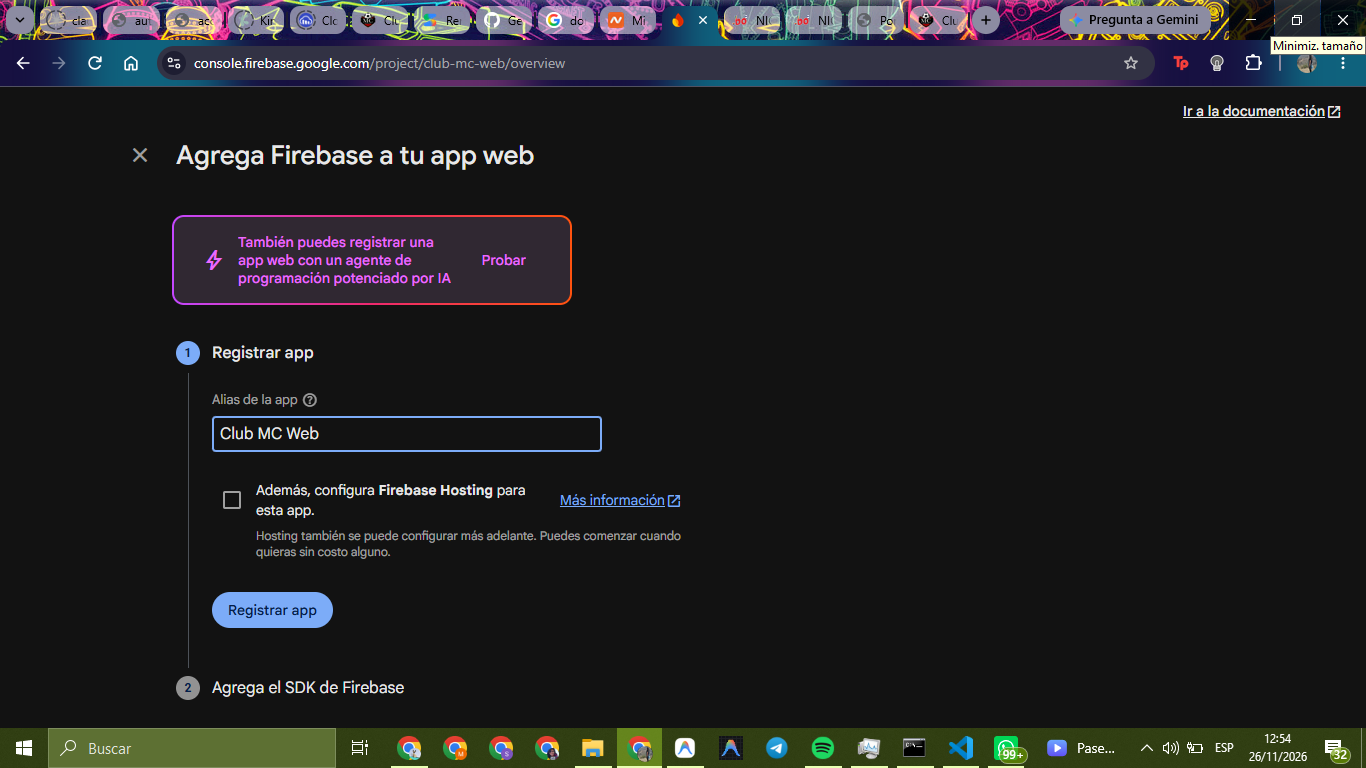 Pregunta a Gemini
Minimiz. tamaño
console.firebase.google.com/project/club-mc-web/overview
Tp
Ir a la documentación
Agrega Firebase a tu app web
También puedes registrar una
app web con un agente de
programación potenciado por IA
Probar
1 Registrar app
Alias de la app
Club MC Web
Además, configura Firebase Hosting para
esta app.
Más información
Hosting también se puede configurar más adelante. Puedes comenzar cuando
quieras sin costo alguno.
Registrar app
2 Agrega el SDK de Firebase
Buscar
99+
Pase...
ESP
12:54
26/11/2026
32